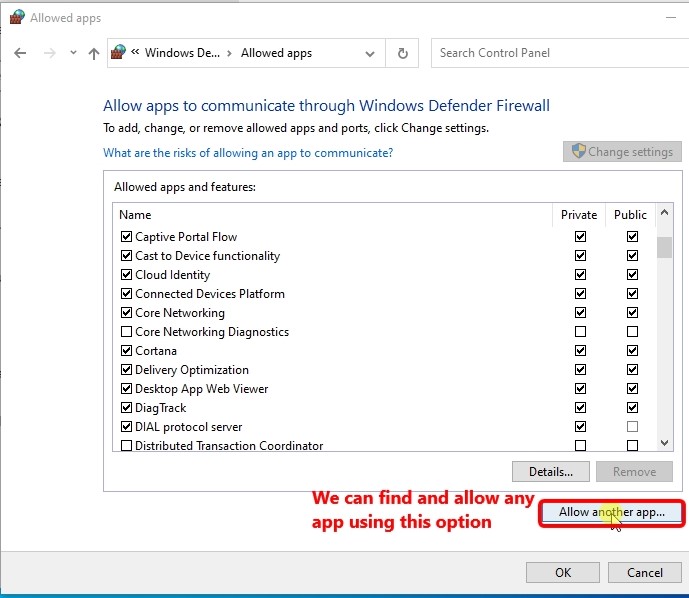 Allowed apps
« Windows De... › Allowed apps
Search Control Panel
Allow apps to communicate through Windows Defender Firewall
To add, change, or remove allowed apps and ports, click Change settings.
What are the risks of allowing an app to communicate?
Change settings
Allowed apps and features:
Name Private Public
Captive Portal Flow
Cast to Device functionality
Cloud Identity
Connected Devices Platform
Core Networking
Core Networking Diagnostics
Cortana
Delivery Optimization
Desktop App Web Viewer
DiagTrack
DIAL protocol server
Distributed Transaction Coordinator
Details... Remove
We can find and allow any
app using this option
Allow another app...
OK Cancel